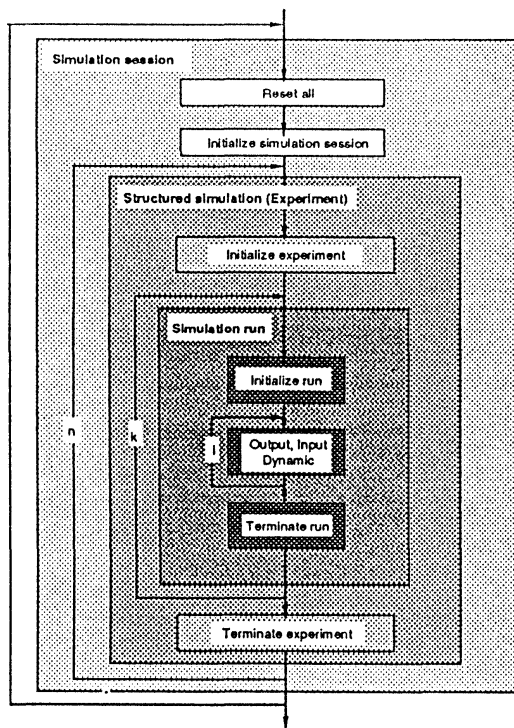 Simulation session
Reset all
Initialize simulation session
Structured simulation (Experiment)
Initialize experiment
Simulation run
Initialize run
n
k
i
Output, Input
Dynamic
Terminate run
Terminate experiment